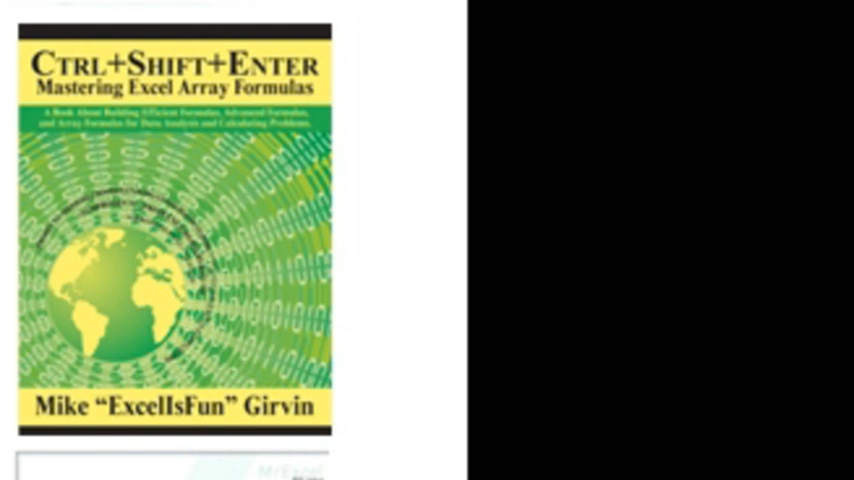 CTRL+SHIFT+ENTER
Mastering Excel Array Formulas
A Book About Building Efficient Formulas, Advanced Formulas,
and Array Formulas for Data Analysis and Calculating Problems
Mike “ExcelIsFun” Girvin
MrExcel